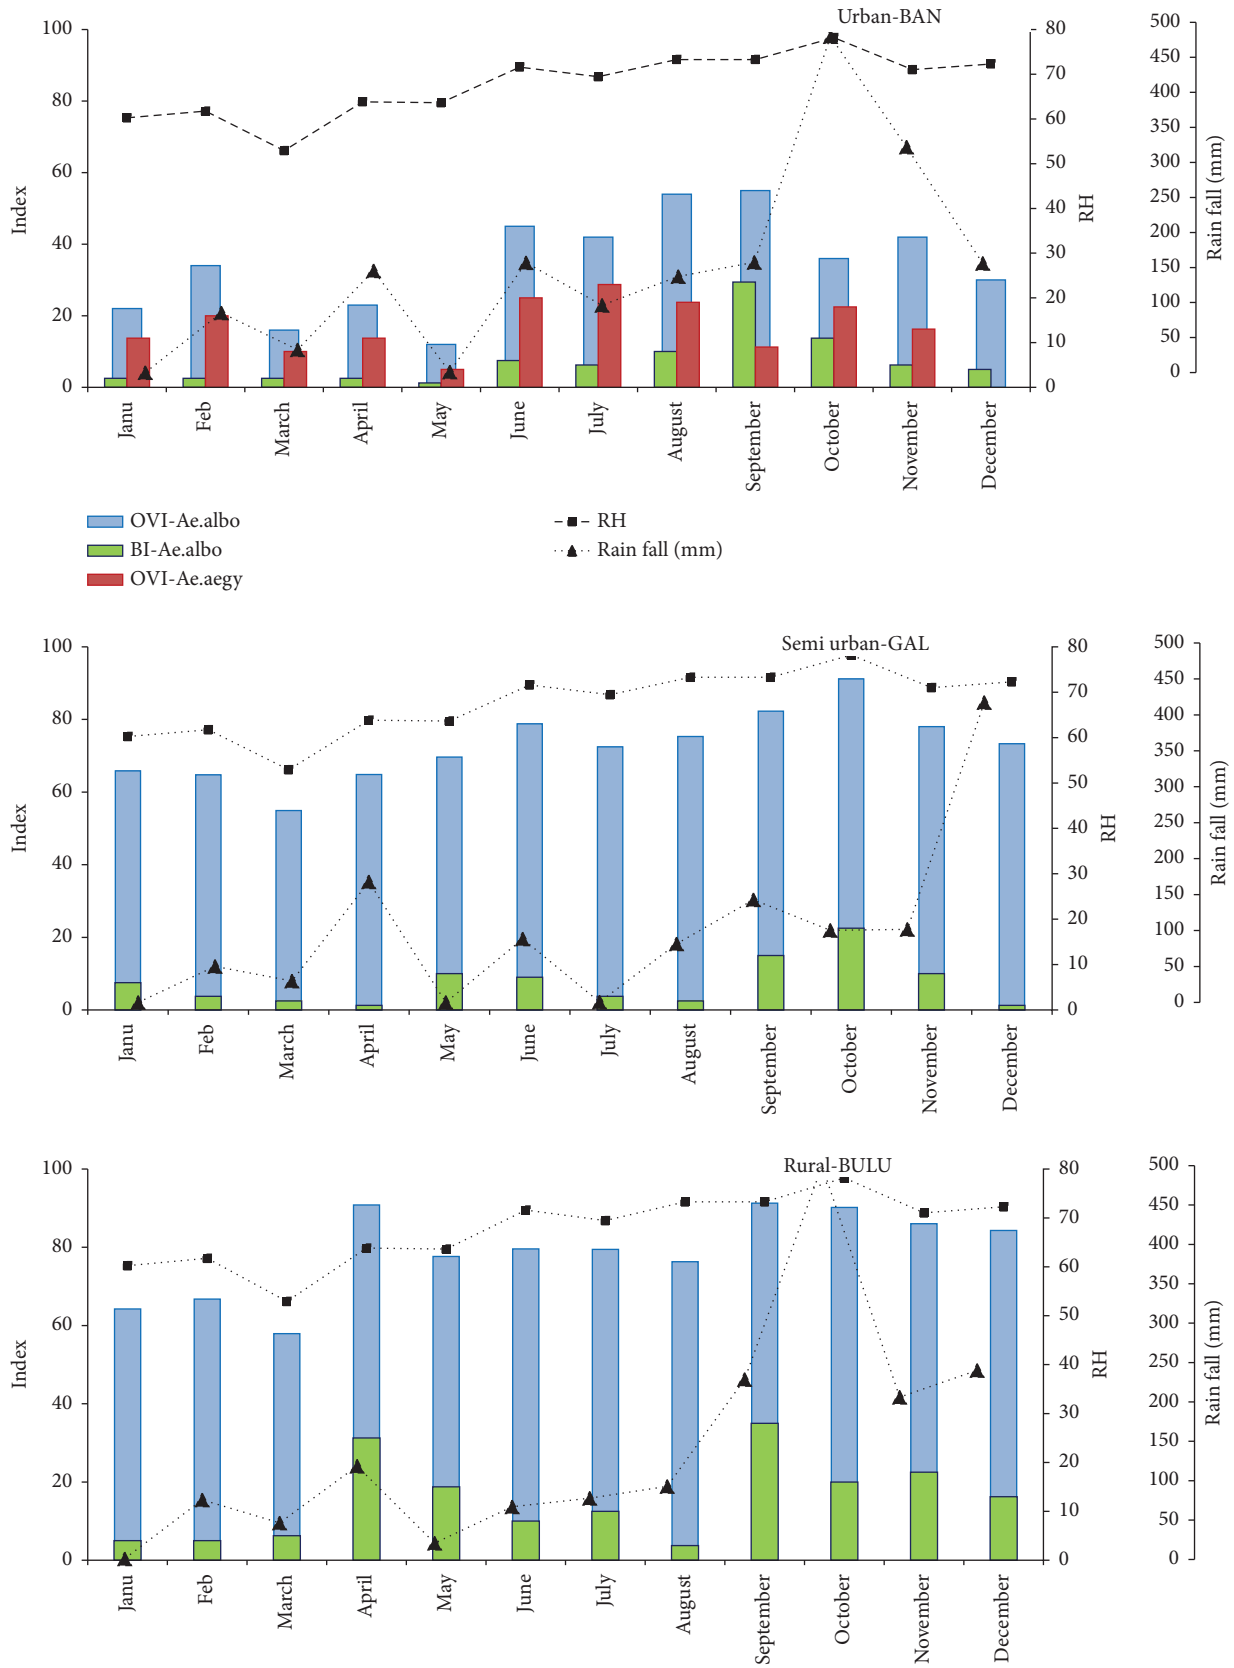 Urban-BAN
100
80
60
40
20
0
Index
80
70
60
50
40
30
20
10
0
RH
500
450
400
350
300
250
200
150
100
50
0
Rain fall (mm)
Janu
Feb
March
April
May
June
July
August
September
October
November
December
OVI-Ae.albo
BI-Ae.albo
OVI-Ae.aegy
RH
Rain fall (mm)
Semi urban-GAL
100
80
60
40
20
0
Index
80
70
60
50
40
30
20
10
0
RH
500
450
400
350
300
250
200
150
100
50
0
Rain fall (mm)
Janu
Feb
March
April
May
June
July
August
September
October
November
December
Rural-BULU
100
80
60
40
20
0
Index
80
70
60
50
40
30
20
10
0
RH
500
450
400
350
300
250
200
150
100
50
0
Rain fall (mm)
Janu
Feb
March
April
May
June
July
August
September
October
November
December